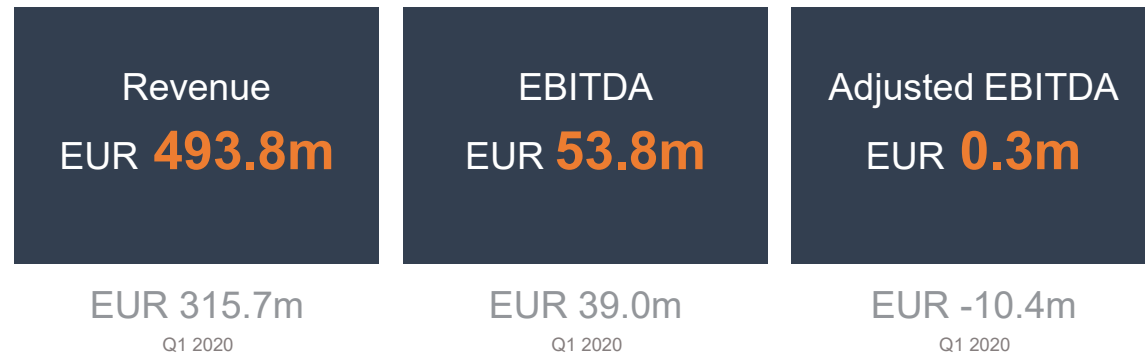 Revenue
EUR 493.8m
EUR 315.7m
Q1 2020
EBITDA
EUR 53.8m
EUR 39.0m
Q1 2020
Adjusted EBITDA
EUR 0.3m
EUR -10.4m
Q1 2020